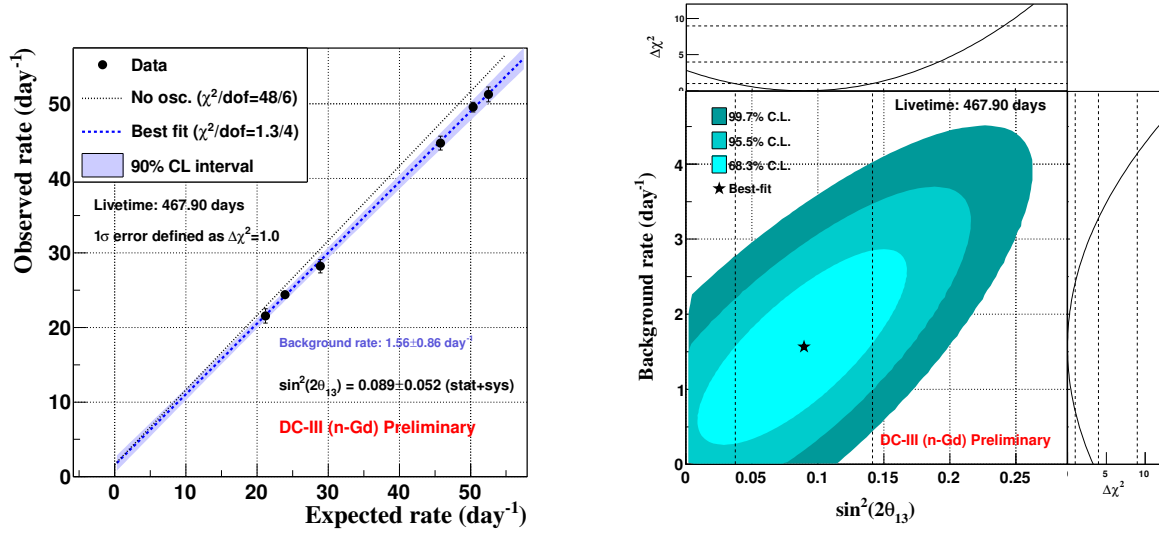 Observed rate (day⁻¹)
50
40
30
20
10
0
Data
No osc. (χ²/dof=48/6)
Best fit (χ²/dof=1.3/4)
90% CL interval
Livetime: 467.90 days
1σ error defined as Δχ²=1.0
Background rate: 1.56±0.86 day⁻¹
sin²(2θ₁₃) = 0.089±0.052 (stat+sys)
DC-III (n-Gd) Preliminary
0 10 20 30 40 50
Expected rate (day⁻¹)
Δχ²
10
5
0
Background rate (day⁻¹)
5
4
3
2
1
0
99.7% C.L.
95.5% C.L.
68.3% C.L.
Best-fit
Livetime: 467.90 days
DC-III (n-Gd) Preliminary
0 0.05 0.1 0.15 0.2 0.25
sin²(2θ₁₃)
5 10
Δχ²